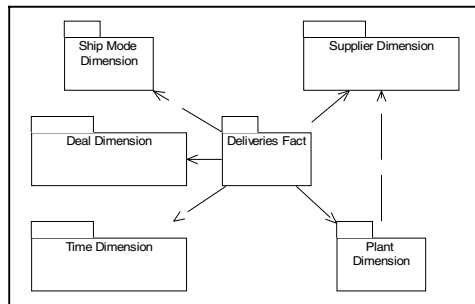 Ship Mode
Dimension
Supplier Dimension
Deal Dimension
Deliveries Fact
Time Dimension
Plant
Dimension